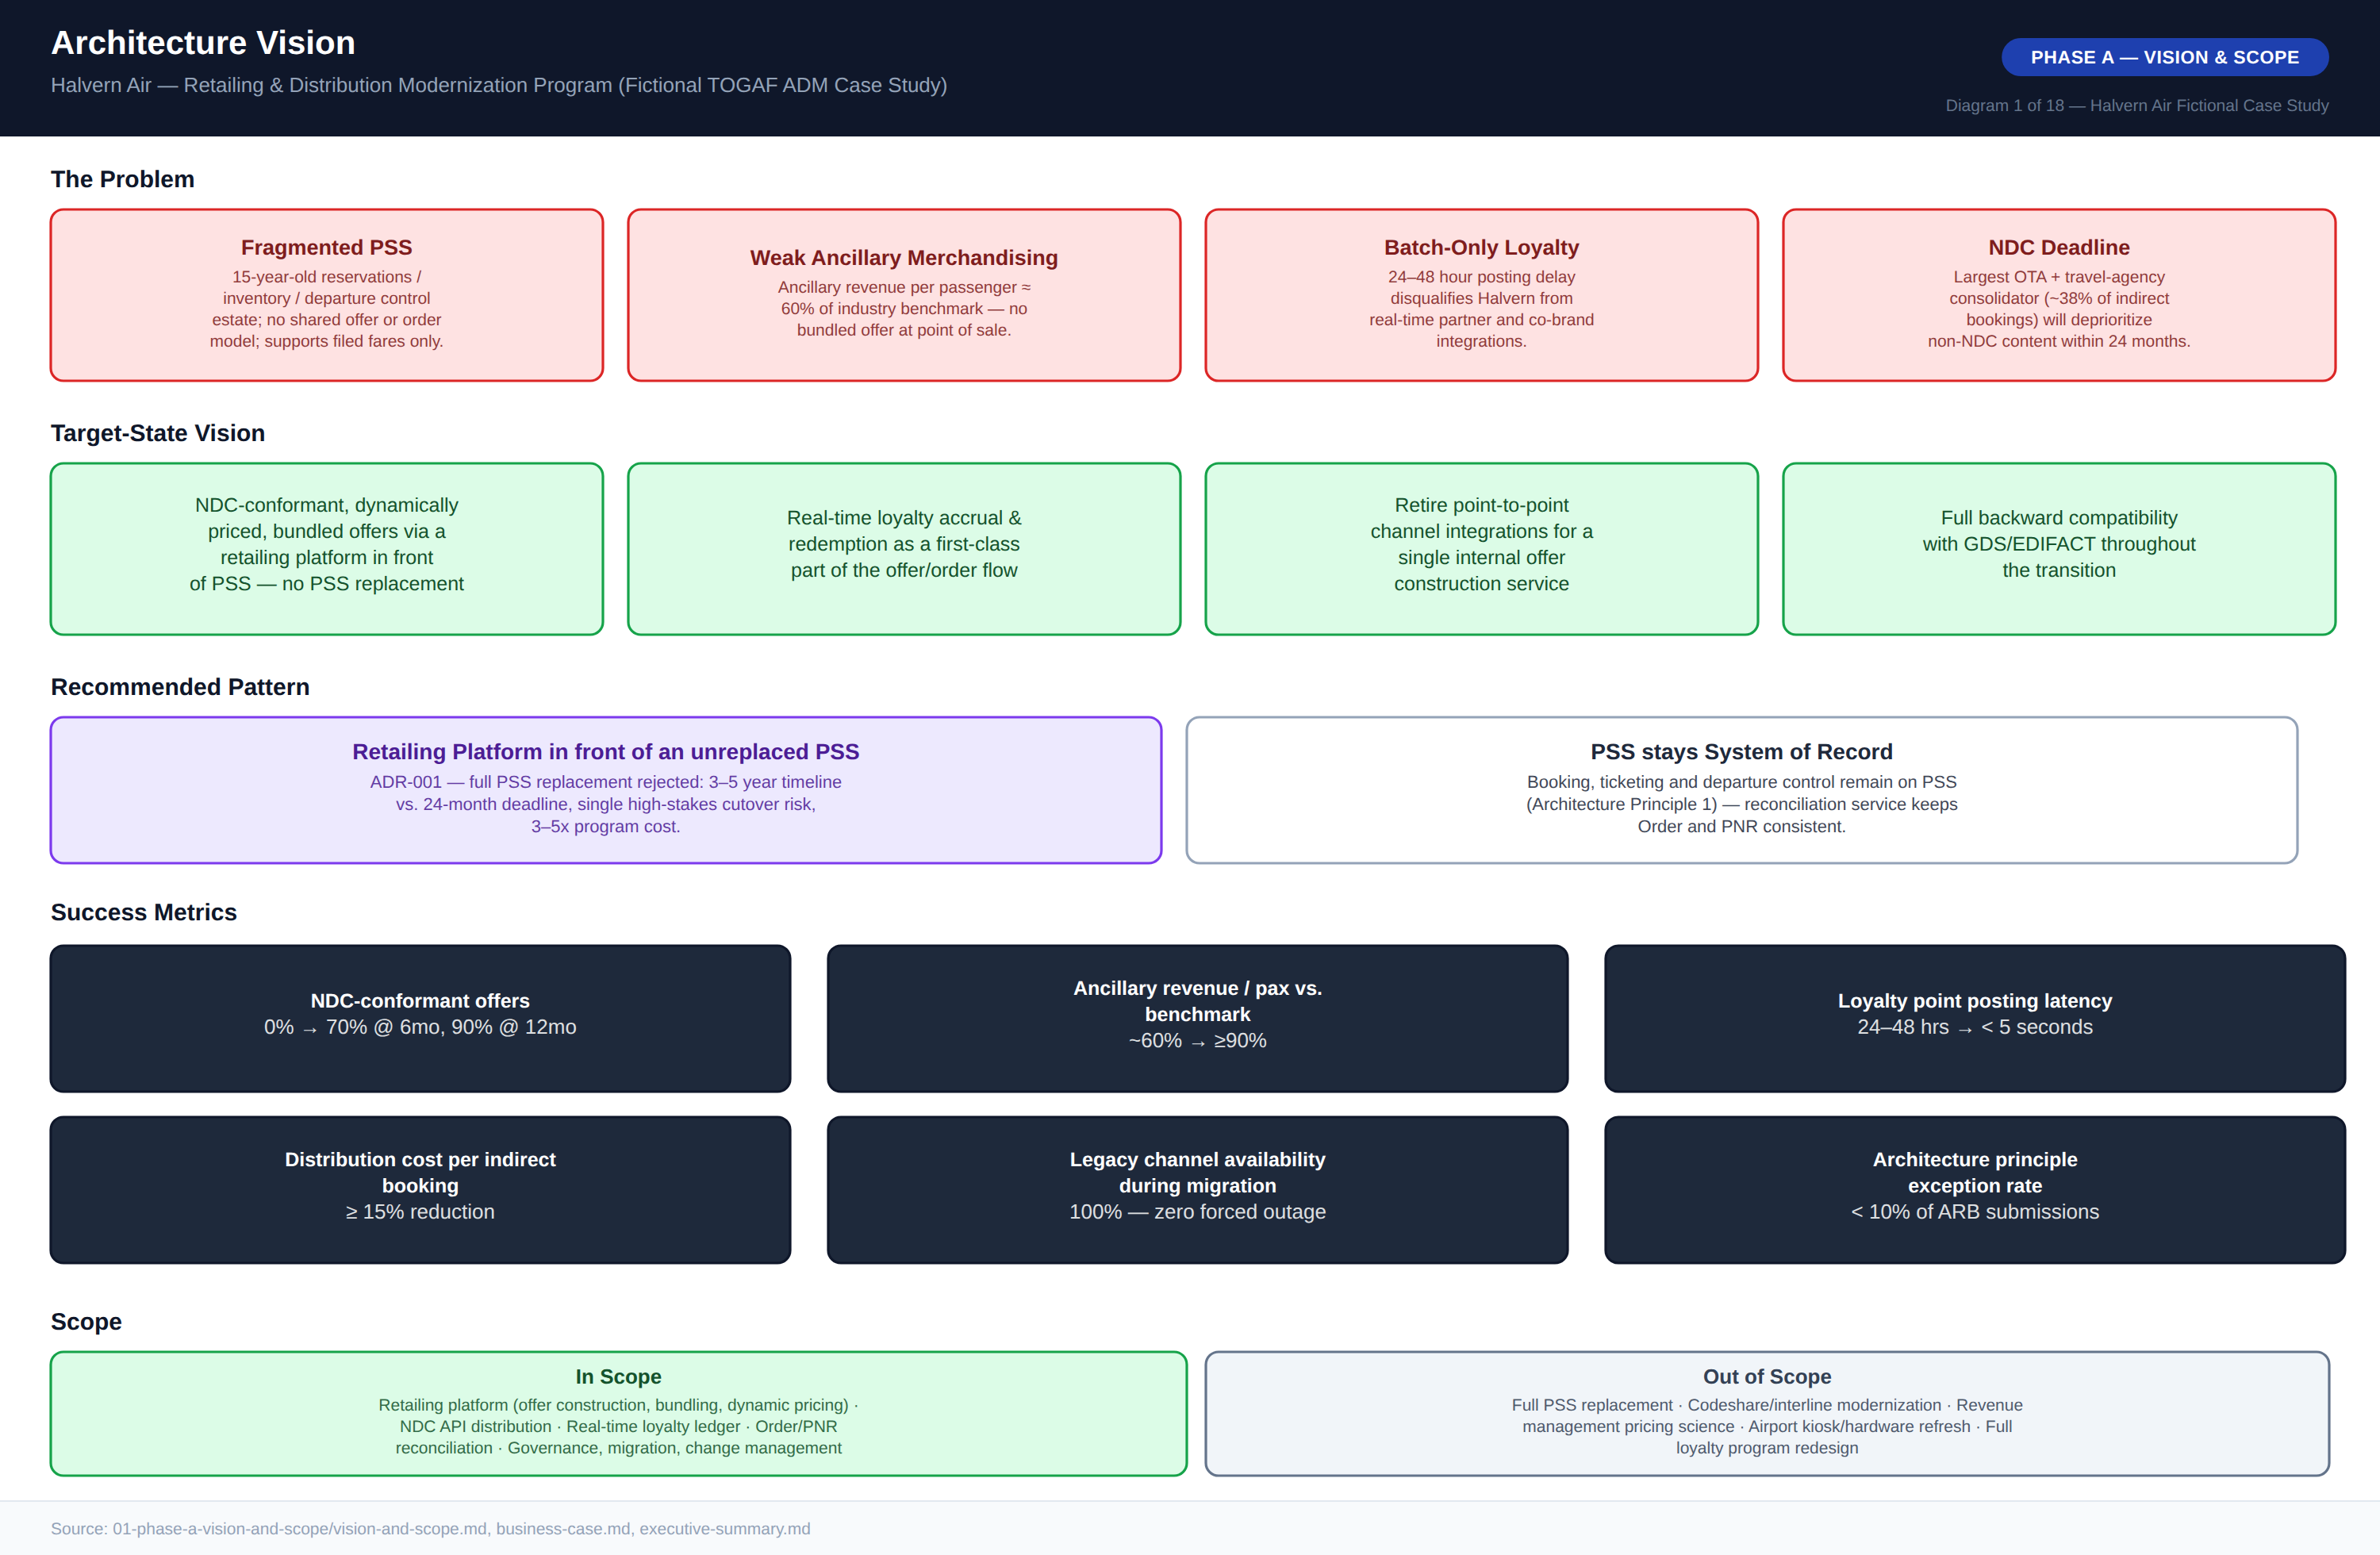 Architecture Vision
Halvern Air — Retailing & Distribution Modernization Program (Fictional TOGAF ADM Case Study)
PHASE A — VISION & SCOPE
Diagram 1 of 18 — Halvern Air Fictional Case Study
The Problem
Fragmented PSS
15-year-old reservations /
inventory / departure control
estate; no shared offer or order
model; supports filed fares only.
Weak Ancillary Merchandising
Ancillary revenue per passenger ≈
60% of industry benchmark — no
bundled offer at point of sale.
Batch-Only Loyalty
24–48 hour posting delay
disqualifies Halvern from
real-time partner and co-brand
integrations.
NDC Deadline
Largest OTA + travel-agency
consolidator (~38% of indirect
bookings) will deprioritize
non-NDC content within 24 months.
Target-State Vision
NDC-conformant, dynamically
priced, bundled offers via a
retailing platform in front
of PSS — no PSS replacement
Real-time loyalty accrual &
redemption as a first-class
part of the offer/order flow
Retire point-to-point
channel integrations for a
single internal offer
construction service
Full backward compatibility
with GDS/EDIFACT throughout
the transition
Recommended Pattern
Retailing Platform in front of an unreplaced PSS
ADR-001 — full PSS replacement rejected: 3–5 year timeline
vs. 24-month deadline, single high-stakes cutover risk,
3–5x program cost.
PSS stays System of Record
Booking, ticketing and departure control remain on PSS
(Architecture Principle 1) — reconciliation service keeps
Order and PNR consistent.
Success Metrics
NDC-conformant offers
0% → 70% @ 6mo, 90% @ 12mo
Ancillary revenue / pax vs.
benchmark
~60% → ≥90%
Loyalty point posting latency
24–48 hrs → < 5 seconds
Distribution cost per indirect
booking
≥ 15% reduction
Legacy channel availability
during migration
100% — zero forced outage
Architecture principle
exception rate
< 10% of ARB submissions
Scope
In Scope
Retailing platform (offer construction, bundling, dynamic pricing) ·
NDC API distribution · Real-time loyalty ledger · Order/PNR
reconciliation · Governance, migration, change management
Out of Scope
Full PSS replacement · Codeshare/interline modernization · Revenue
management pricing science · Airport kiosk/hardware refresh · Full
loyalty program redesign
Source: 01-phase-a-vision-and-scope/vision-and-scope.md, business-case.md, executive-summary.md